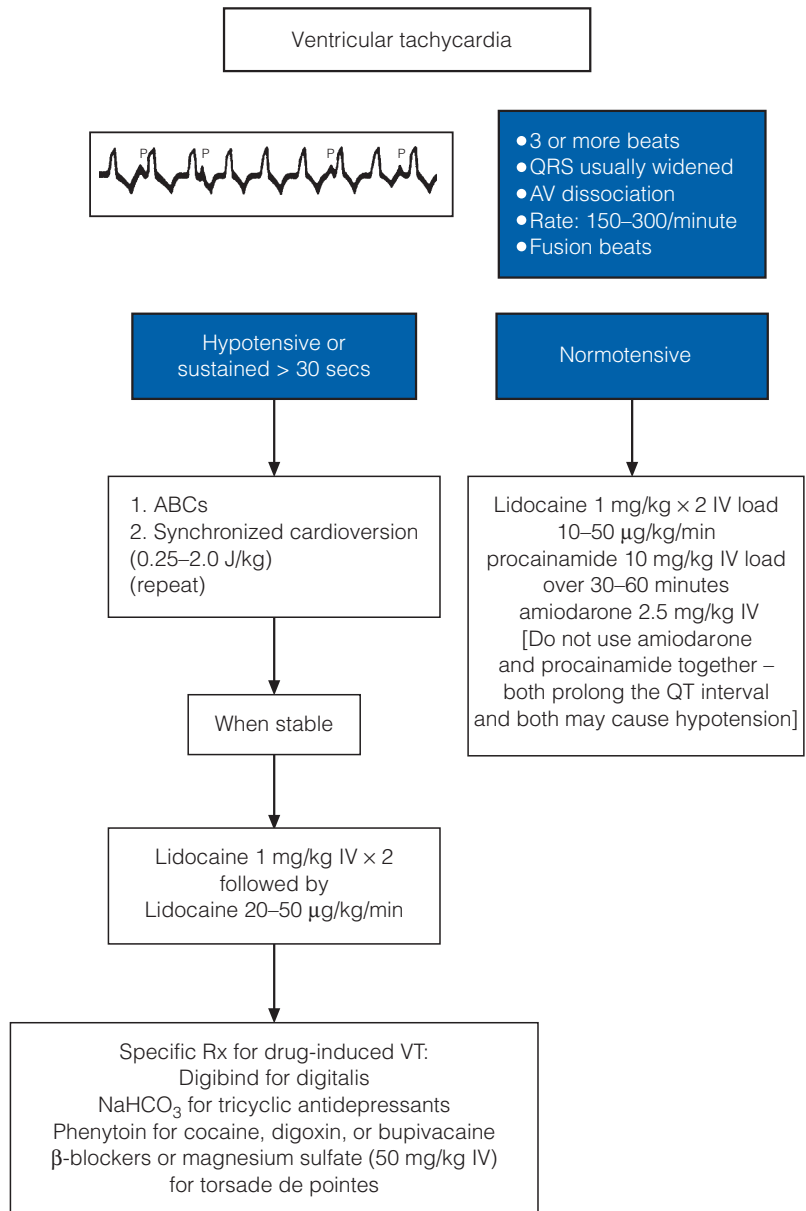 Ventricular tachycardia
P P P P
●3 or more beats
●QRS usually widened
●AV dissociation
●Rate: 150–300/minute
●Fusion beats
Hypotensive or
sustained > 30 secs
1. ABCs
2. Synchronized cardioversion
(0.25–2.0 J/kg)
(repeat)
When stable
Lidocaine 1 mg/kg IV × 2
followed by
Lidocaine 20–50 μg/kg/min
Specific Rx for drug-induced VT:
Digibind for digitalis
NaHCO₃ for tricyclic antidepressants
Phenytoin for cocaine, digoxin, or bupivacaine
β-blockers or magnesium sulfate (50 mg/kg IV)
for torsade de pointes
Normotensive
Lidocaine 1 mg/kg × 2 IV load
10–50 μg/kg/min
procainamide 10 mg/kg IV load
over 30–60 minutes
amiodarone 2.5 mg/kg IV
[Do not use amiodarone
and procainamide together –
both prolong the QT interval
and both may cause hypotension]